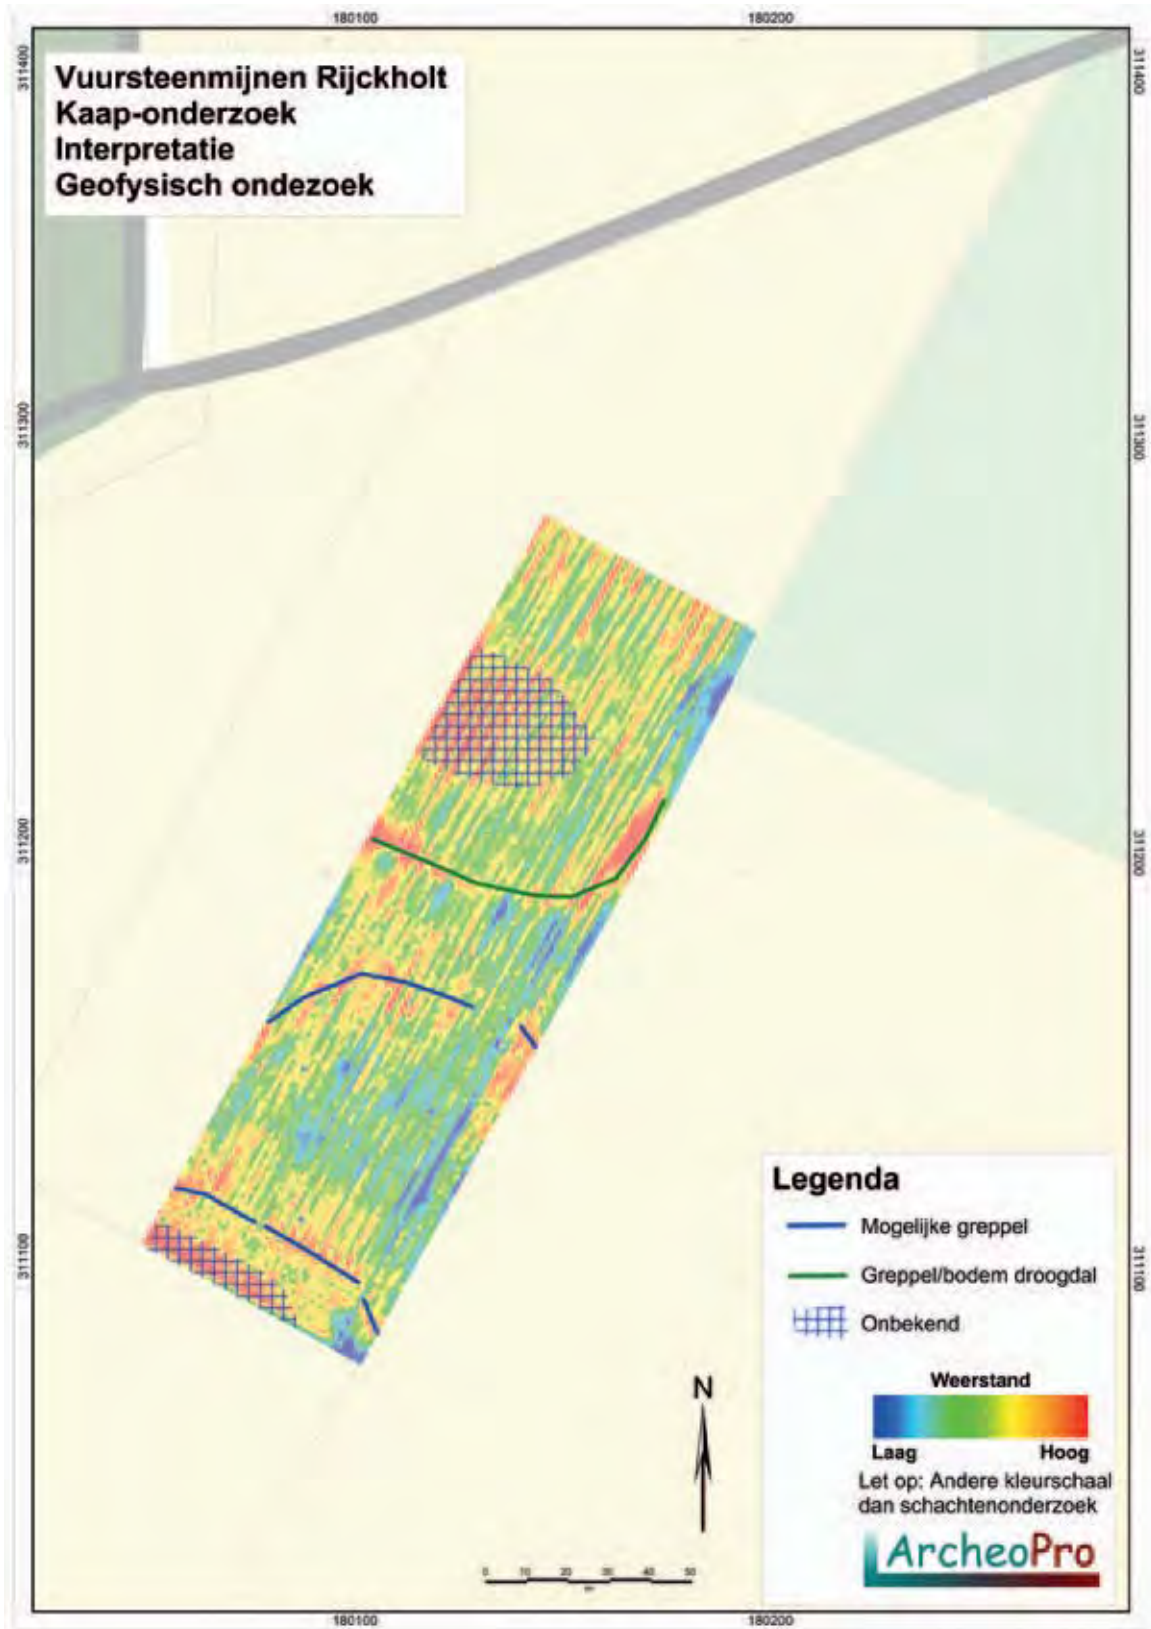 180100
180200
311400
311400
Vuursteenmijnen Rijckholt
Kaap-onderzoek
Interpretatie
Geofysisch ondezoek
311300
311300
311200
311200
311100
311100
Legenda
Mogelijke greppel
Greppel/bodem droogdal
Onbekend
Weerstand
Laag Hoog
Let op: Andere kleurschaal
dan schachtenonderzoek
ArcheoPro
N
0 10 20 30 40 50
m
180100
180200